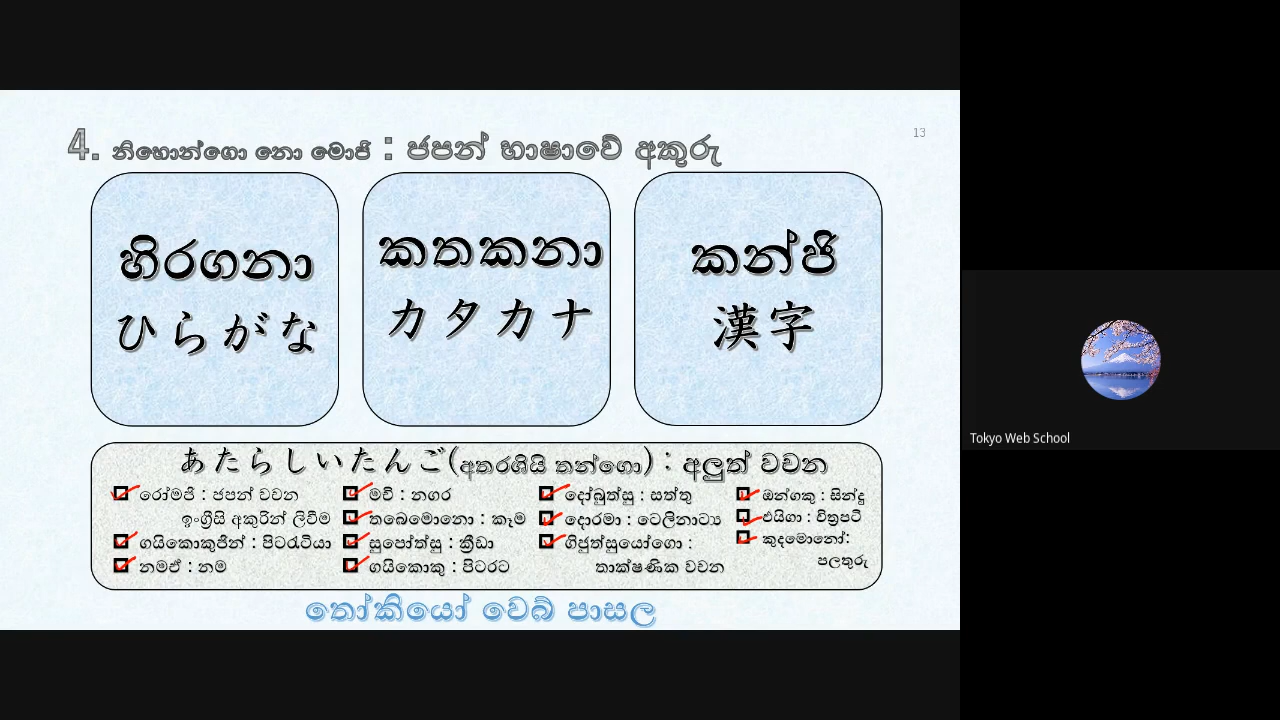 13
4. නිහොන්ගො නො මොජි : ජපන් භාෂාවේ අකුරු
හිරගනා
ひらがな
කතකනා
カタカナ
කන්ජි
漢字
あたらしいたんご(අතරශියි තන්ගො) : අලුත් වචන
රෝමජි : ජපන් වචන
ඉංග්‍රීසි අකුරින් ලිවීම
ගයිකොකුජින් : පිටරැටියා
නමඒ : නම
මචි : නගර
තබෙමොනො : කෑම
සුපෝත්සු : ක්‍රීඩා
ගයිකොකු : පිටරට
දෝබුත්සු : සත්තු
දොරමා : ටෙලිනාට්‍ය
ගිජුත්සුයෝගො :
තාක්ෂණික වචන
ඔන්ගකු : සින්දු
එයිගා : චිත්‍රපටි
කුදමොනෝ:
පලතුරු
තෝකියෝ වෙබ් පාසල
Tokyo Web School